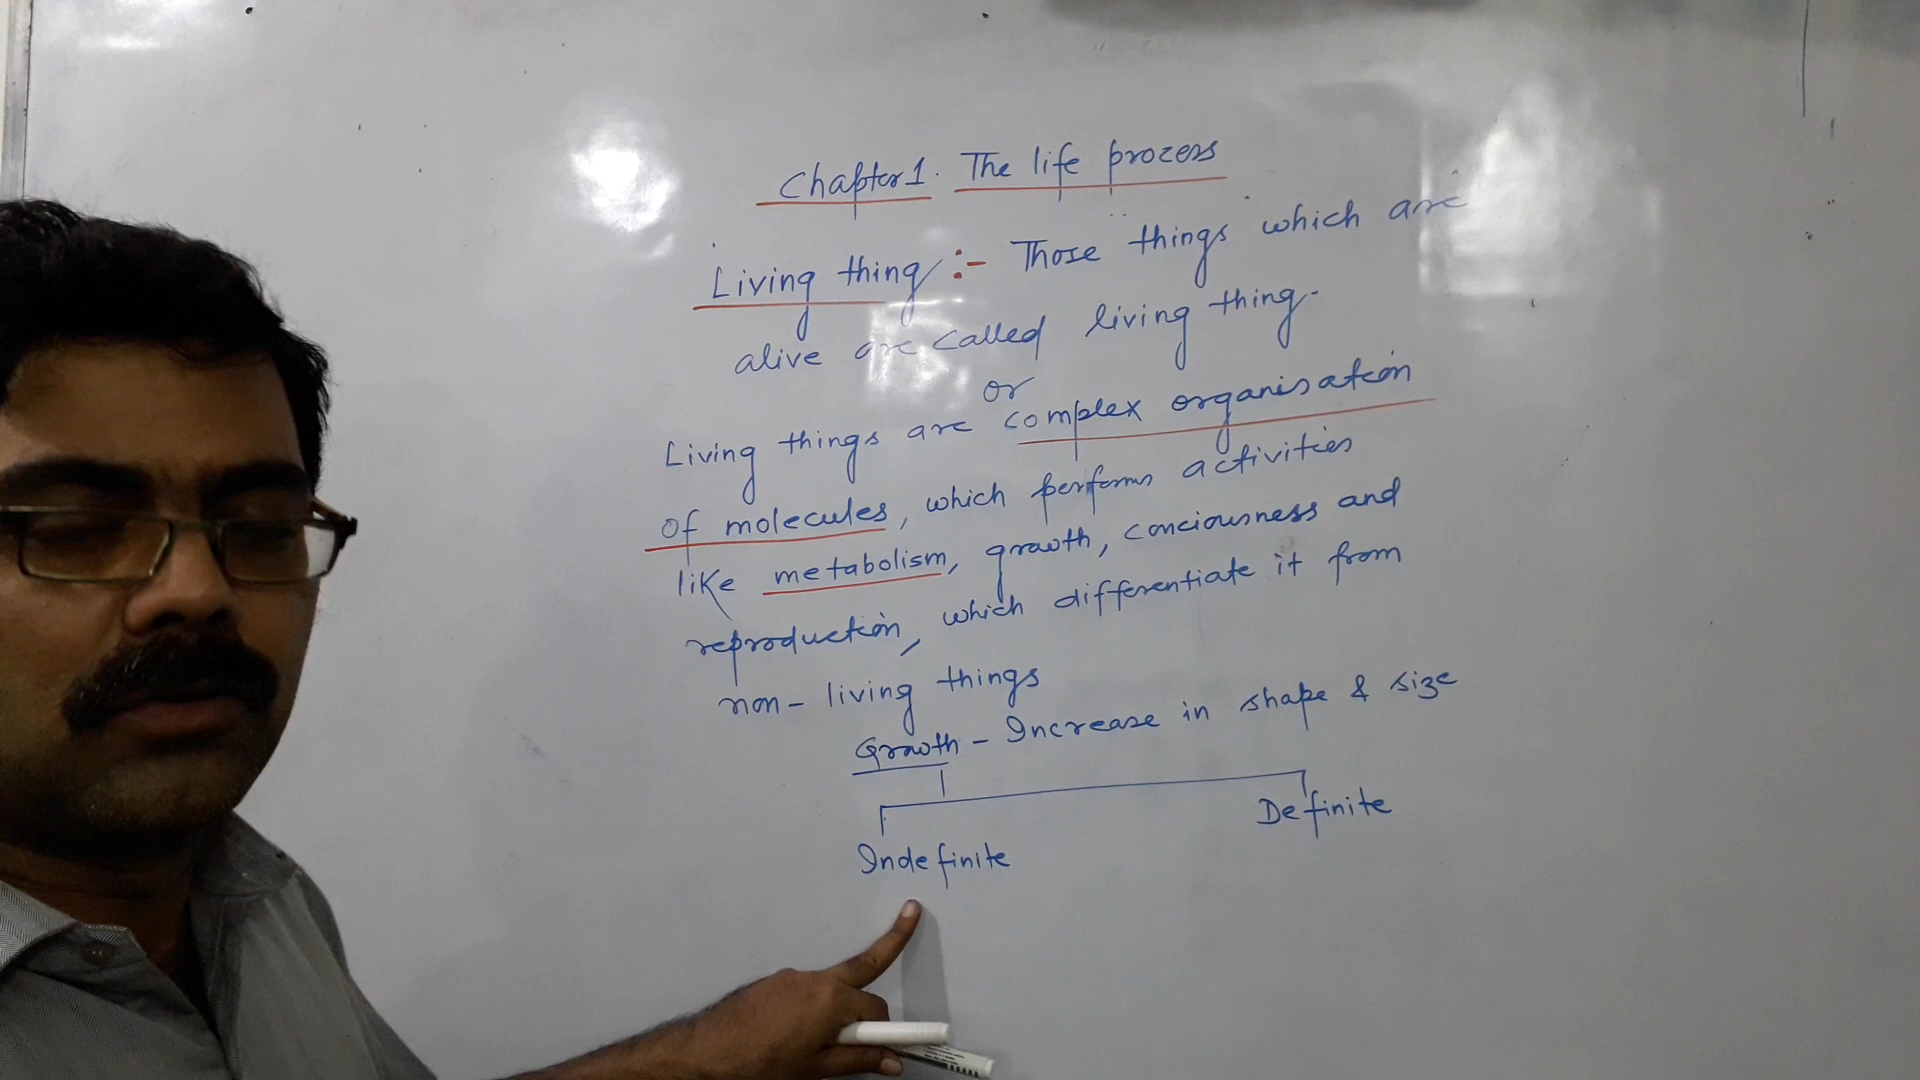 Chapter 1. The life process
Living thing :- Those things which are
alive are called living thing.
or
Living things are complex organisation
of molecules, which performs activities
like metabolism, growth, conciousness and
reproduction, which differentiate it from
non-living things
Growth - Increase in shape & size
Definite
Indefinite